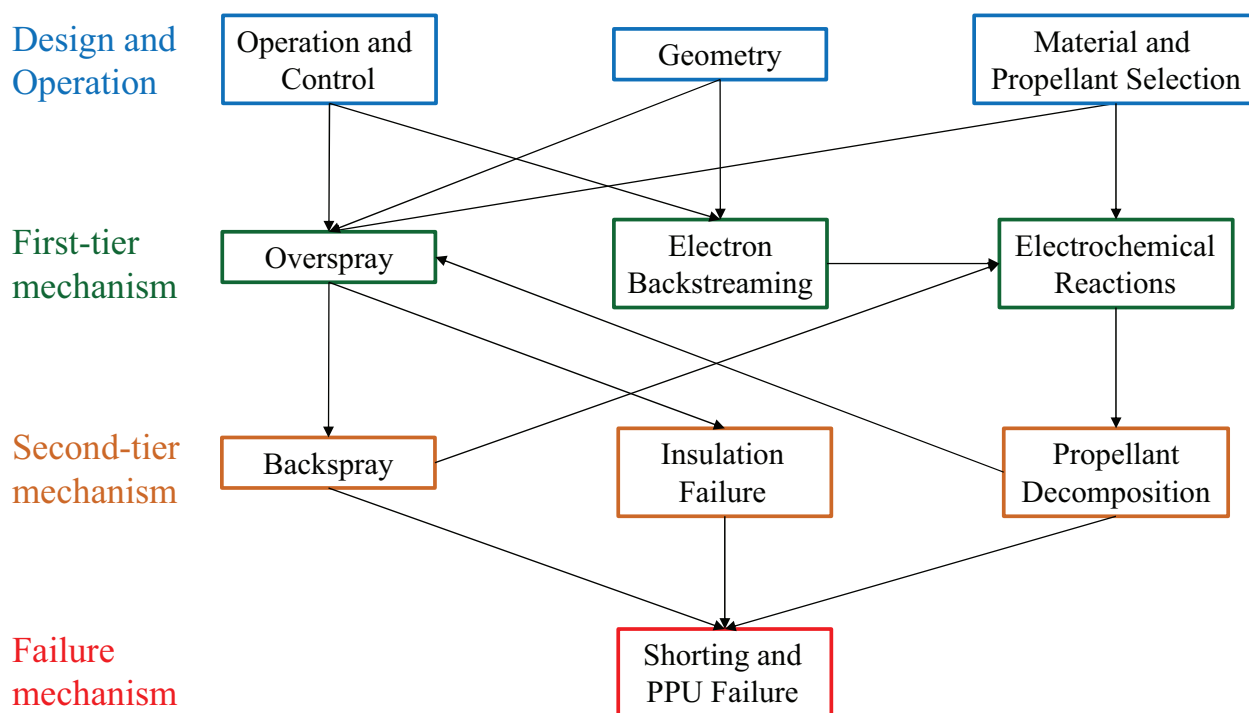 Design and
Operation
Operation and
Control
Geometry
Material and
Propellant Selection
First-tier
mechanism
Overspray
Electron
Backstreaming
Electrochemical
Reactions
Second-tier
mechanism
Backspray
Insulation
Failure
Propellant
Decomposition
Failure
mechanism
Shorting and
PPU Failure